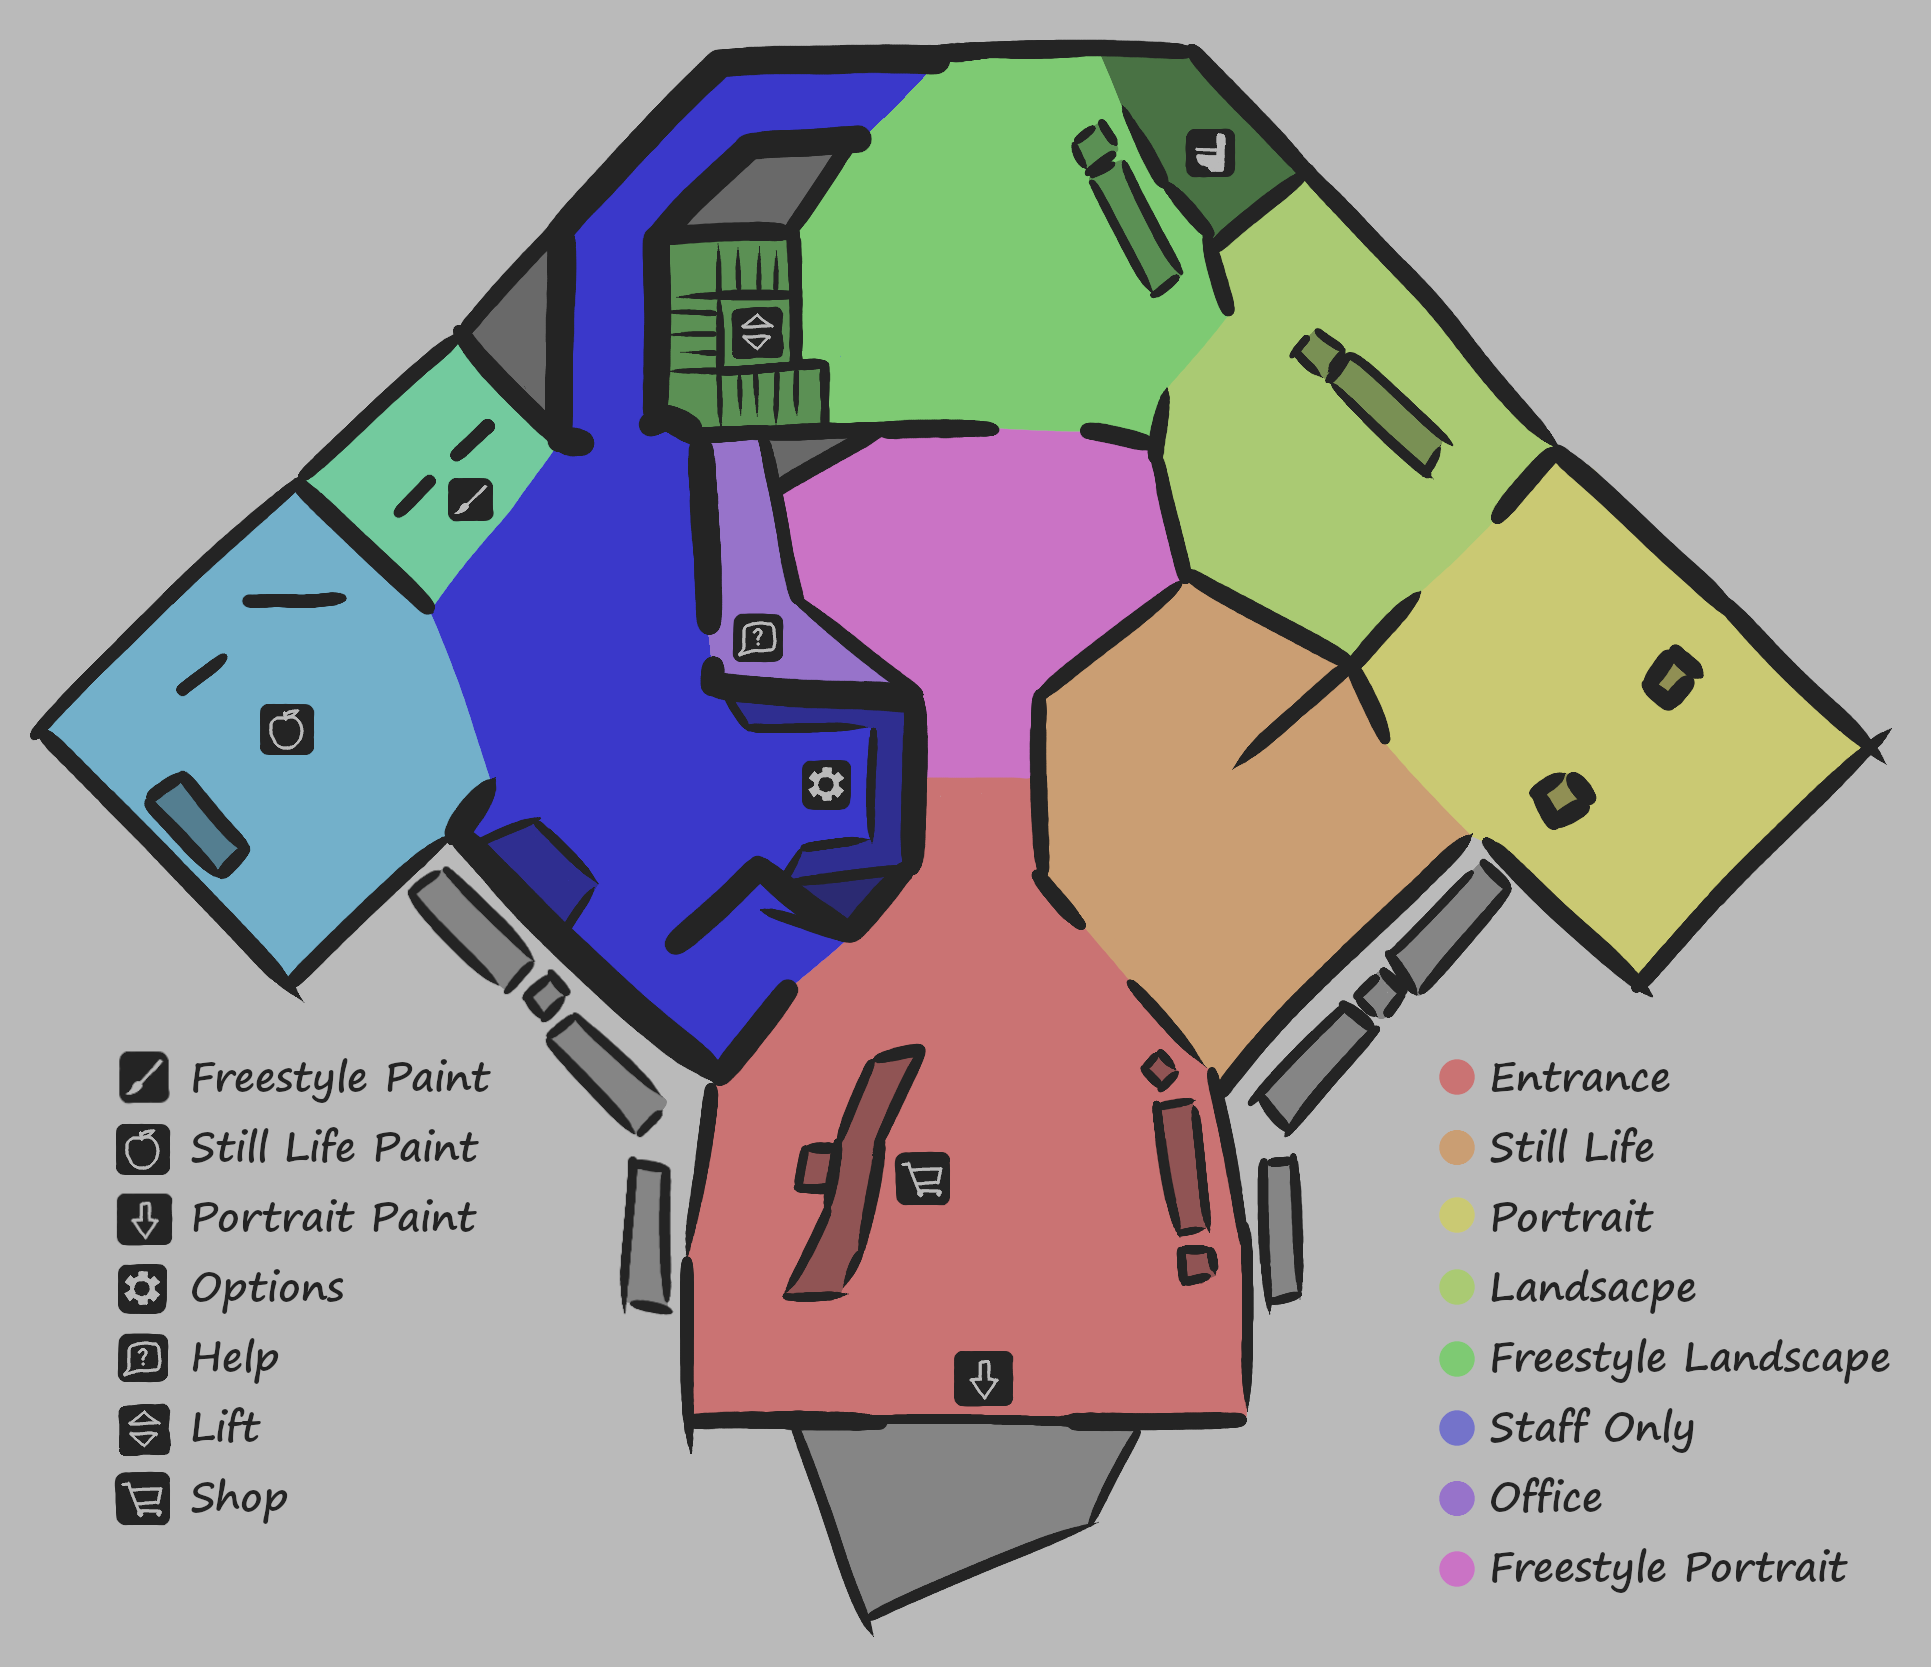 ?
Freestyle Paint
Still Life Paint
Portrait Paint
Options
? Help
Lift
Shop
Entrance
Still Life
Portrait
Landsacpe
Freestyle Landscape
Staff Only
Office
Freestyle Portrait